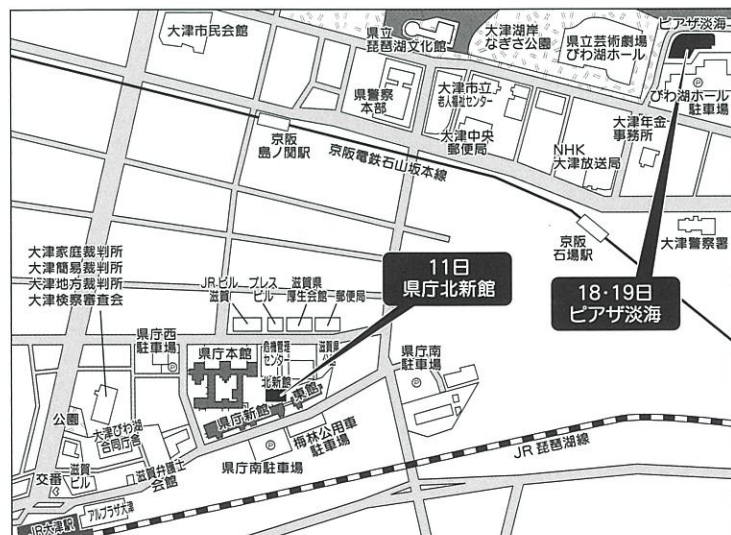 大津市民会館
県立
琵琶湖文化館
大津湖岸
なぎさ公園
県立芸術劇場
びわ湖ホール
ピアザ淡海
びわ湖ホール
駐車場
県警察
本部
大津市立
老人福祉センター
大津中央
郵便局
大津年金
事務所
NHK
大津放送局
京阪
島ノ関駅
京阪電鉄石山坂本線
京阪
石場駅
大津警察署
大津家庭裁判所
大津簡易裁判所
大津地方裁判所
大津検察審査会
11日
県庁北新館
18・19日
ピアザ淡海
JRビル
滋賀
プレス
ビル
滋賀県
厚生会館
郵便局
県庁西
駐車場
県庁本館
危機管理
センター
北新館
東館
県庁新館
県庁南
駐車場
公園
大津びわ湖
合同庁舎
梅林公用車
駐車場
県庁南駐車場
滋賀弁護士
会館
交番
滋賀
ビル
アルプラザ大津
JR大津駅
JR琵琶湖線